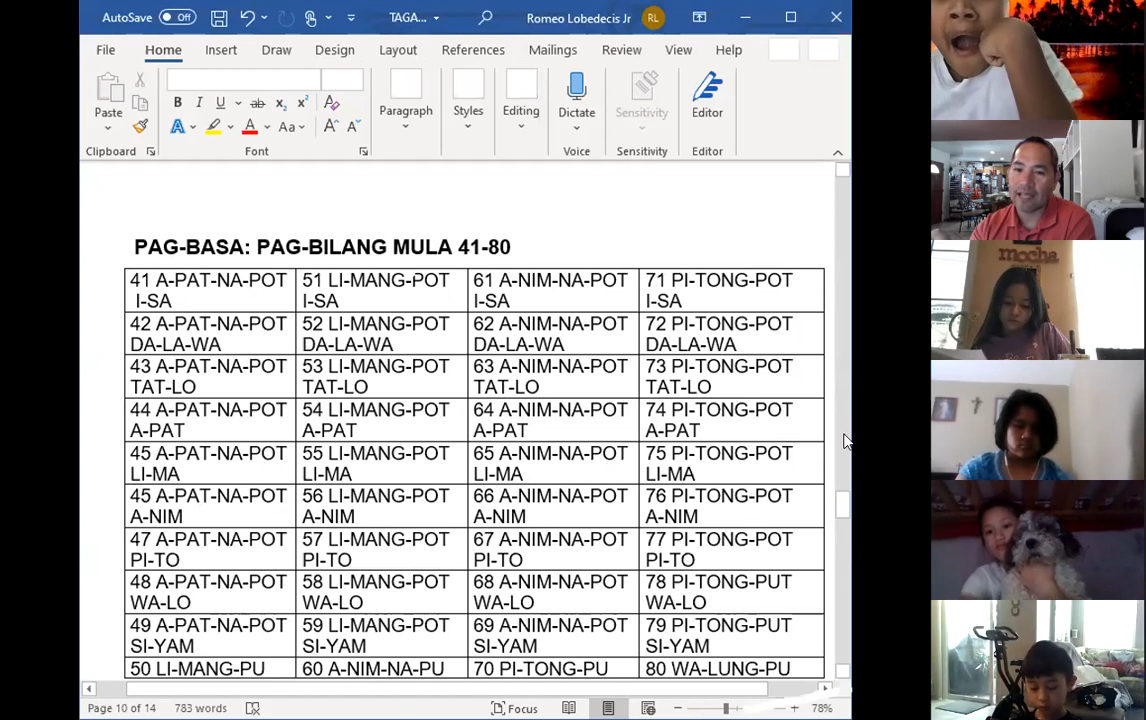 AutoSave Off TAGA... Romeo Lobedecis Jr RL
File Home Insert Draw Design Layout References Mailings Review View Help
Paste B I U ab x₂ x² A Aa A A Paragraph Styles Editing Dictate Sensitivity Editor
Clipboard Font Voice Sensitivity Editor
PAG-BASA: PAG-BILANG MULA 41-80
41 A-PAT-NA-POT I-SA 51 LI-MANG-POT I-SA 61 A-NIM-NA-POT I-SA 71 PI-TONG-POT I-SA
42 A-PAT-NA-POT DA-LA-WA 52 LI-MANG-POT DA-LA-WA 62 A-NIM-NA-POT DA-LA-WA 72 PI-TONG-POT DA-LA-WA
43 A-PAT-NA-POT TAT-LO 53 LI-MANG-POT TAT-LO 63 A-NIM-NA-POT TAT-LO 73 PI-TONG-POT TAT-LO
44 A-PAT-NA-POT A-PAT 54 LI-MANG-POT A-PAT 64 A-NIM-NA-POT A-PAT 74 PI-TONG-POT A-PAT
45 A-PAT-NA-POT LI-MA 55 LI-MANG-POT LI-MA 65 A-NIM-NA-POT LI-MA 75 PI-TONG-POT LI-MA
45 A-PAT-NA-POT A-NIM 56 LI-MANG-POT A-NIM 66 A-NIM-NA-POT A-NIM 76 PI-TONG-POT A-NIM
47 A-PAT-NA-POT PI-TO 57 LI-MANG-POT PI-TO 67 A-NIM-NA-POT PI-TO 77 PI-TONG-POT PI-TO
48 A-PAT-NA-POT WA-LO 58 LI-MANG-POT WA-LO 68 A-NIM-NA-POT WA-LO 78 PI-TONG-PUT WA-LO
49 A-PAT-NA-POT SI-YAM 59 LI-MANG-POT SI-YAM 69 A-NIM-NA-POT SI-YAM 79 PI-TONG-PUT SI-YAM
50 LI-MANG-PU 60 A-NIM-NA-PU 70 PI-TONG-PU 80 WA-LUNG-PU
Page 10 of 14 783 words Focus 78%
mocha